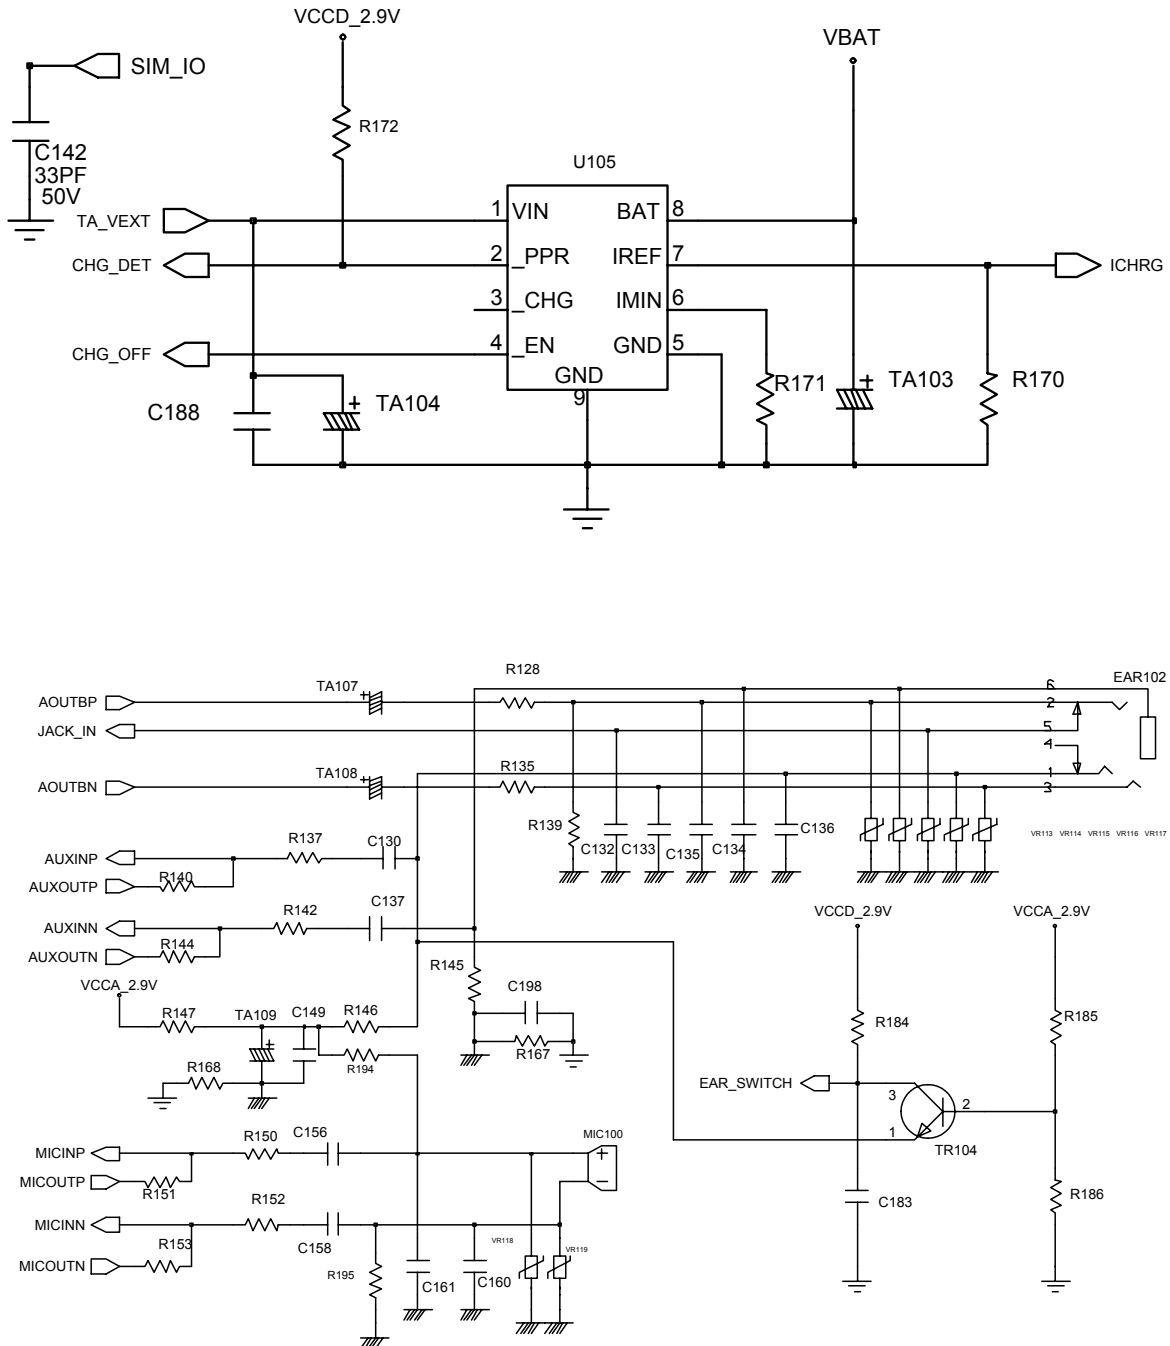 VCCD_2.9V
VBAT
SIM_IO
R172
C142
33PF
50V
U105
TA_VEXT
1 VIN BAT 8
CHG_DET
2 _PPR IREF 7
ICHRG
3 _CHG IMIN 6
CHG_OFF
4 _EN GND 5
GND
9
R171
TA103
R170
C188
TA104
R128
EAR102
TA107
6
AOUTBP
2
JACK_IN
5
4
R135
TA108
1
AOUTBN
3
R139
C132
C133
C135
C134
C136
VR113 VR114 VR115 VR116 VR117
R137
C130
AUXINP
R140
AUXOUTP
R142
C137
AUXINN
R144
AUXOUTN
VCCD_2.9V
VCCA_2.9V
R145
VCCA_2.9V
C198
R147
TA109
C149
R146
R184
R185
R167
R168
R194
EAR_SWITCH
3
2
1
TR104
MIC100
C156
R150
MICINP
+
MICOUTP
R151
-
R152
MICINN
C183
R186
R153
C158
VR118
VR119
MICOUTN
R195
C161
C160